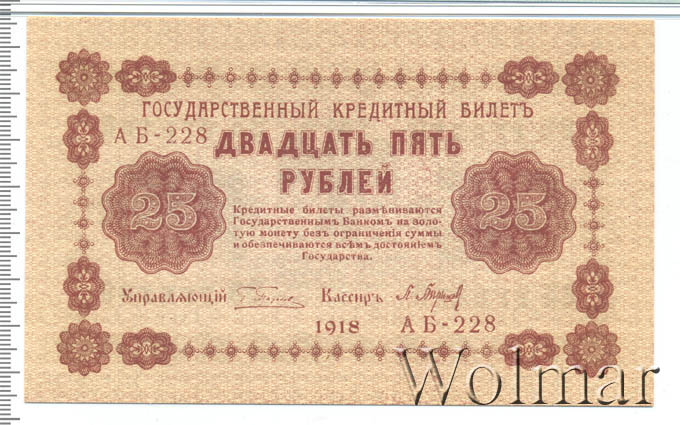 ГОСУДАРСТВЕННЫЙ КРЕДИТНЫЙ БИЛЕТЪ
АБ-228 ДВАДЦАТЬ ПЯТЬ
РУБЛЕЙ
25 25
Кредитные билеты размѣниваются
Государственнымъ Банкомъ на золо-
тую монету безъ ограниченія суммы
и обезпечиваются всѣмъ достояніемъ
Государства.
Управляющій Кассиръ
1918 АБ-228
Wolmar